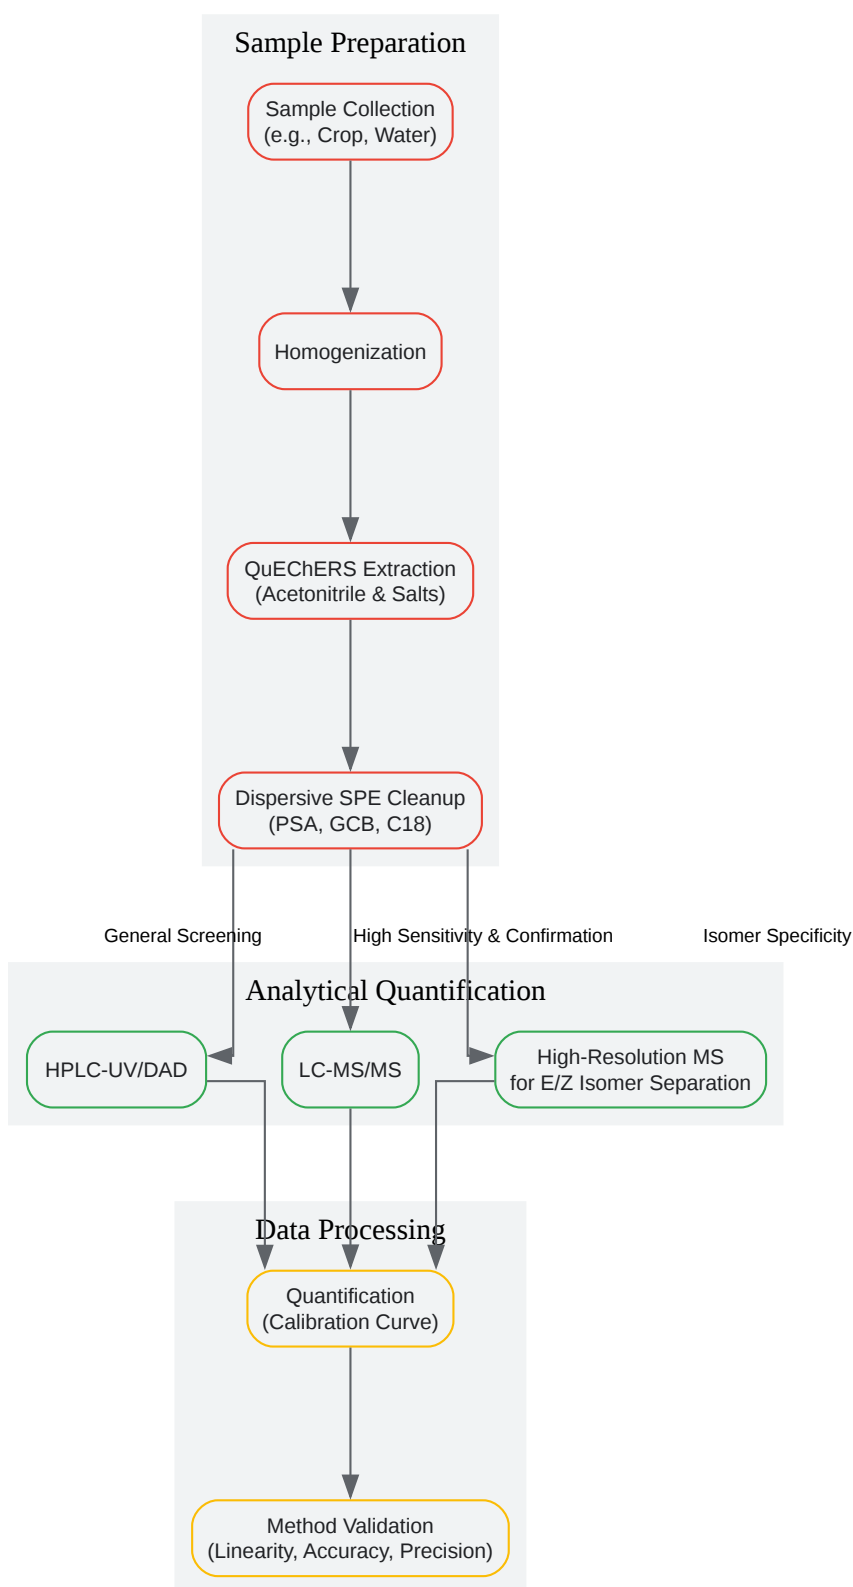 Sample Preparation
Sample Collection
(e.g., Crop, Water)
Homogenization
QuEChERS Extraction
(Acetonitrile & Salts)
Dispersive SPE Cleanup
(PSA, GCB, C18)
General Screening
High Sensitivity & Confirmation
Isomer Specificity
Analytical Quantification
HPLC-UV/DAD
LC-MS/MS
High-Resolution MS
for E/Z Isomer Separation
Data Processing
Quantification
(Calibration Curve)
Method Validation
(Linearity, Accuracy, Precision)